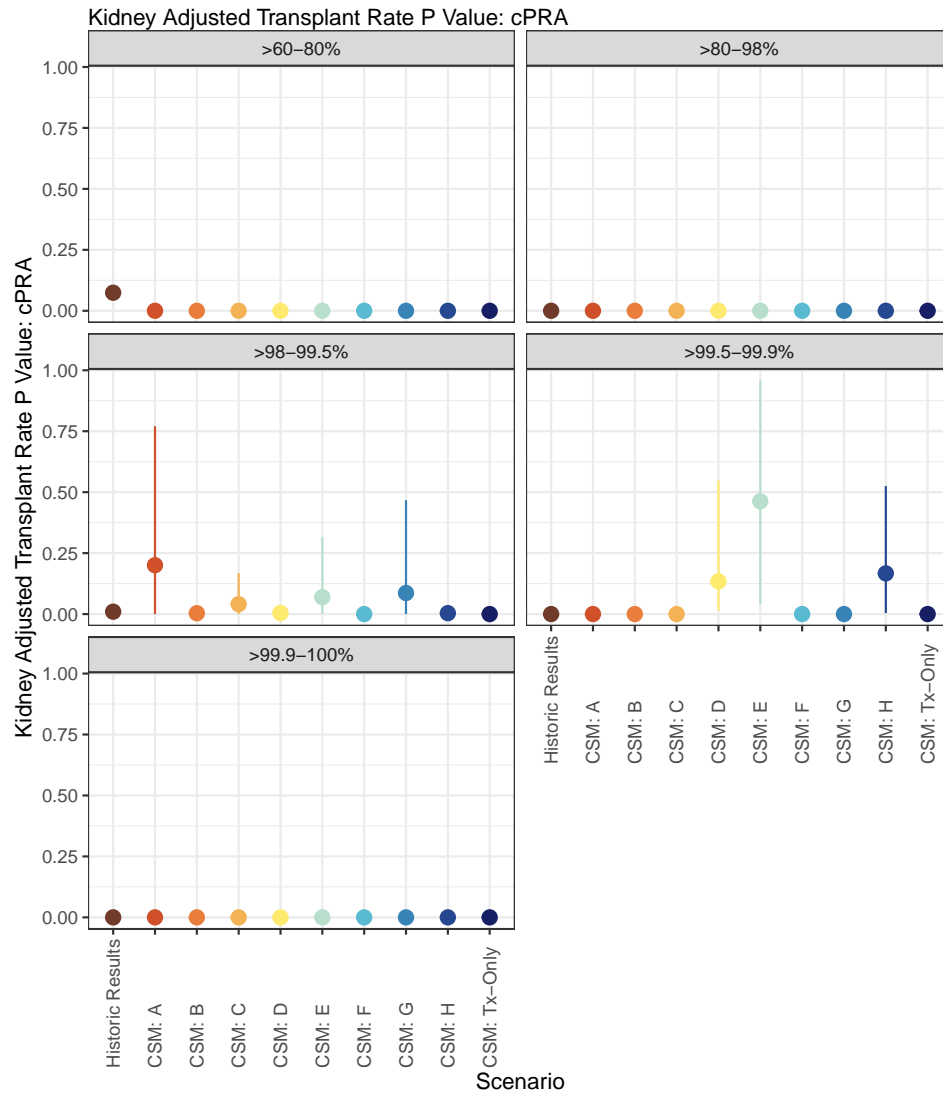 Kidney Adjusted Transplant Rate P Value: cPRA
>60−80%
>80−98%
1.00
0.75
0.50
0.25
0.00
>98−99.5%
>99.5−99.9%
1.00
0.75
0.50
0.25
0.00
>99.9−100%
1.00
0.75
0.50
0.25
0.00
Kidney Adjusted Transplant Rate P Value: cPRA
Historic Results
CSM: A
CSM: B
CSM: C
CSM: D
CSM: E
CSM: F
CSM: G
CSM: H
CSM: Tx−Only
Historic Results
CSM: A
CSM: B
CSM: C
CSM: D
CSM: E
CSM: F
CSM: G
CSM: H
CSM: Tx−Only
Scenario